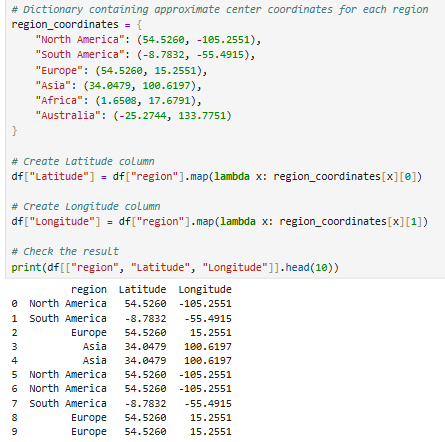 # Dictionary containing approximate center coordinates for each region
region_coordinates = {
    "North America": (54.5260, -105.2551),
    "South America": (-8.7832, -55.4915),
    "Europe": (54.5260, 15.2551),
    "Asia": (34.0479, 100.6197),
    "Africa": (1.6508, 17.6791),
    "Australia": (-25.2744, 133.7751)
}
# Create Latitude column
df["Latitude"] = df["region"].map(lambda x: region_coordinates[x][0])
# Create Longitude column
df["Longitude"] = df["region"].map(lambda x: region_coordinates[x][1])
# Check the result
print(df[["region", "Latitude", "Longitude"]].head(10))
          region  Latitude  Longitude
0  North America   54.5260  -105.2551
1  South America   -8.7832   -55.4915
2         Europe   54.5260    15.2551
3           Asia   34.0479   100.6197
4           Asia   34.0479   100.6197
5  North America   54.5260  -105.2551
6  North America   54.5260  -105.2551
7  South America   -8.7832   -55.4915
8         Europe   54.5260    15.2551
9         Europe   54.5260    15.2551